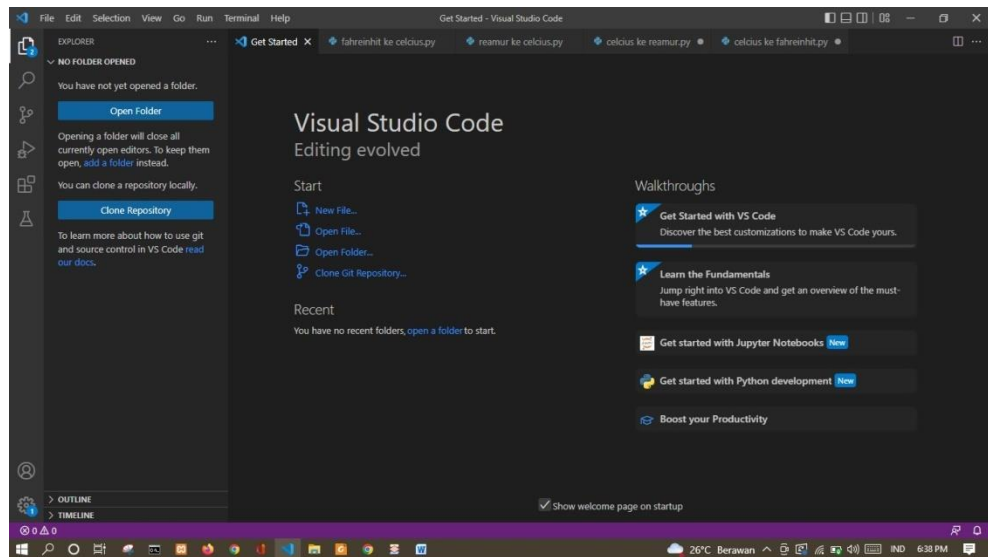 File Edit Selection View Go Run Terminal Help
Get Started - Visual Studio Code
EXPLORER
Get Started
fahreinhit ke celcius.py
reamur ke celcius.py
celcius ke reamur.py
celcius ke fahreinhit.py
NO FOLDER OPENED
You have not yet opened a folder.
Open Folder
Opening a folder will close all
currently open editors. To keep them
open, add a folder instead.
You can clone a repository locally.
Clone Repository
To learn more about how to use git
and source control in VS Code read
our docs.
OUTLINE
TIMELINE
2
1
Visual Studio Code
Editing evolved
Start
New File...
Open File...
Open Folder...
Clone Git Repository...
Recent
You have no recent folders, open a folder to start.
Walkthroughs
Get Started with VS Code
Discover the best customizations to make VS Code yours.
Learn the Fundamentals
Jump right into VS Code and get an overview of the must-
have features.
Get started with Jupyter Notebooks New
Get started with Python development New
Boost your Productivity
Show welcome page on startup
0 0
26°C Berawan
IND
6:38 PM